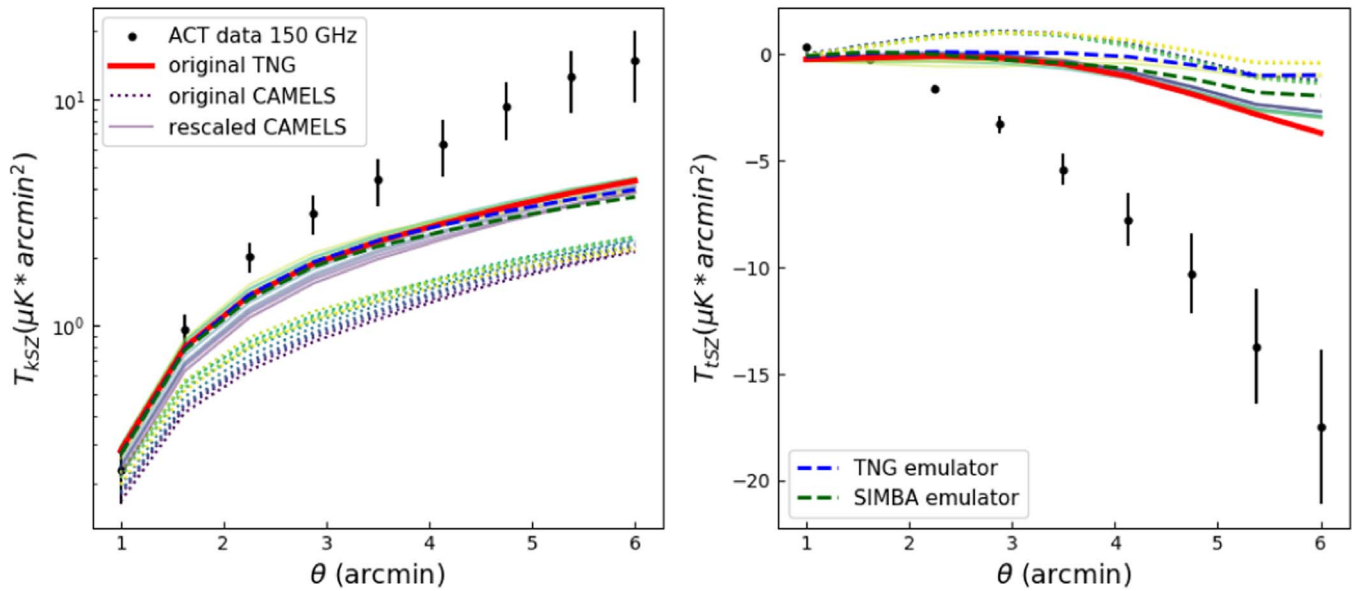 ACT data 150 GHz
original TNG
original CAMELS
rescaled CAMELS
10¹
10⁰
T_kSZ(μK * arcmin²)
1 2 3 4 5 6
θ (arcmin)
0
−5
−10
−15
−20
T_tSZ(μK * arcmin²)
TNG emulator
SIMBA emulator
1 2 3 4 5 6
θ (arcmin)